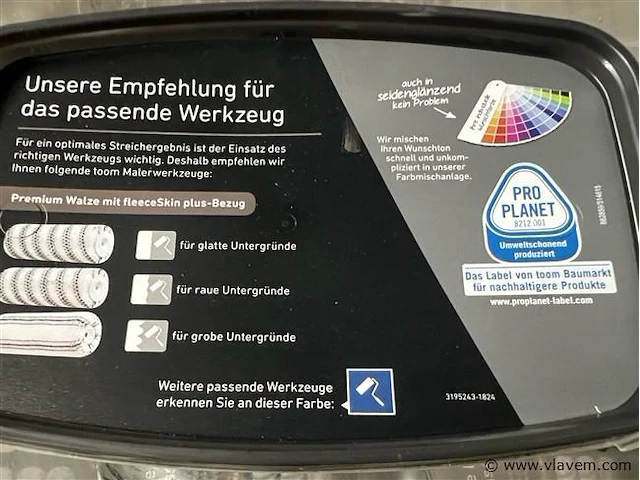 Unsere Empfehlung für
das passende Werkzeug
Für ein optimales Streichergebnis ist der Einsatz des
richtigen Werkzeugs wichtig. Deshalb empfehlen wir
Ihnen folgende toom Malerwerkzeuge:
Premium Walze mit fleeceSkin plus-Bezug
für glatte Untergründe
für raue Untergründe
für grobe Untergründe
Weitere passende Werkzeuge
erkennen Sie an dieser Farbe:
auch in
seidenglänzend
kein Problem
Wir mischen
Ihren Wunschton
schnell und unkom-
pliziert in unserer
Farbmischanlage.
PRO
PLANET
8212.001
Umweltschonend
produziert
Das Label von toom Baumarkt
für nachhaltigere Produkte
www.proplanet-label.com
3195243-1824
© www.vlavem.com